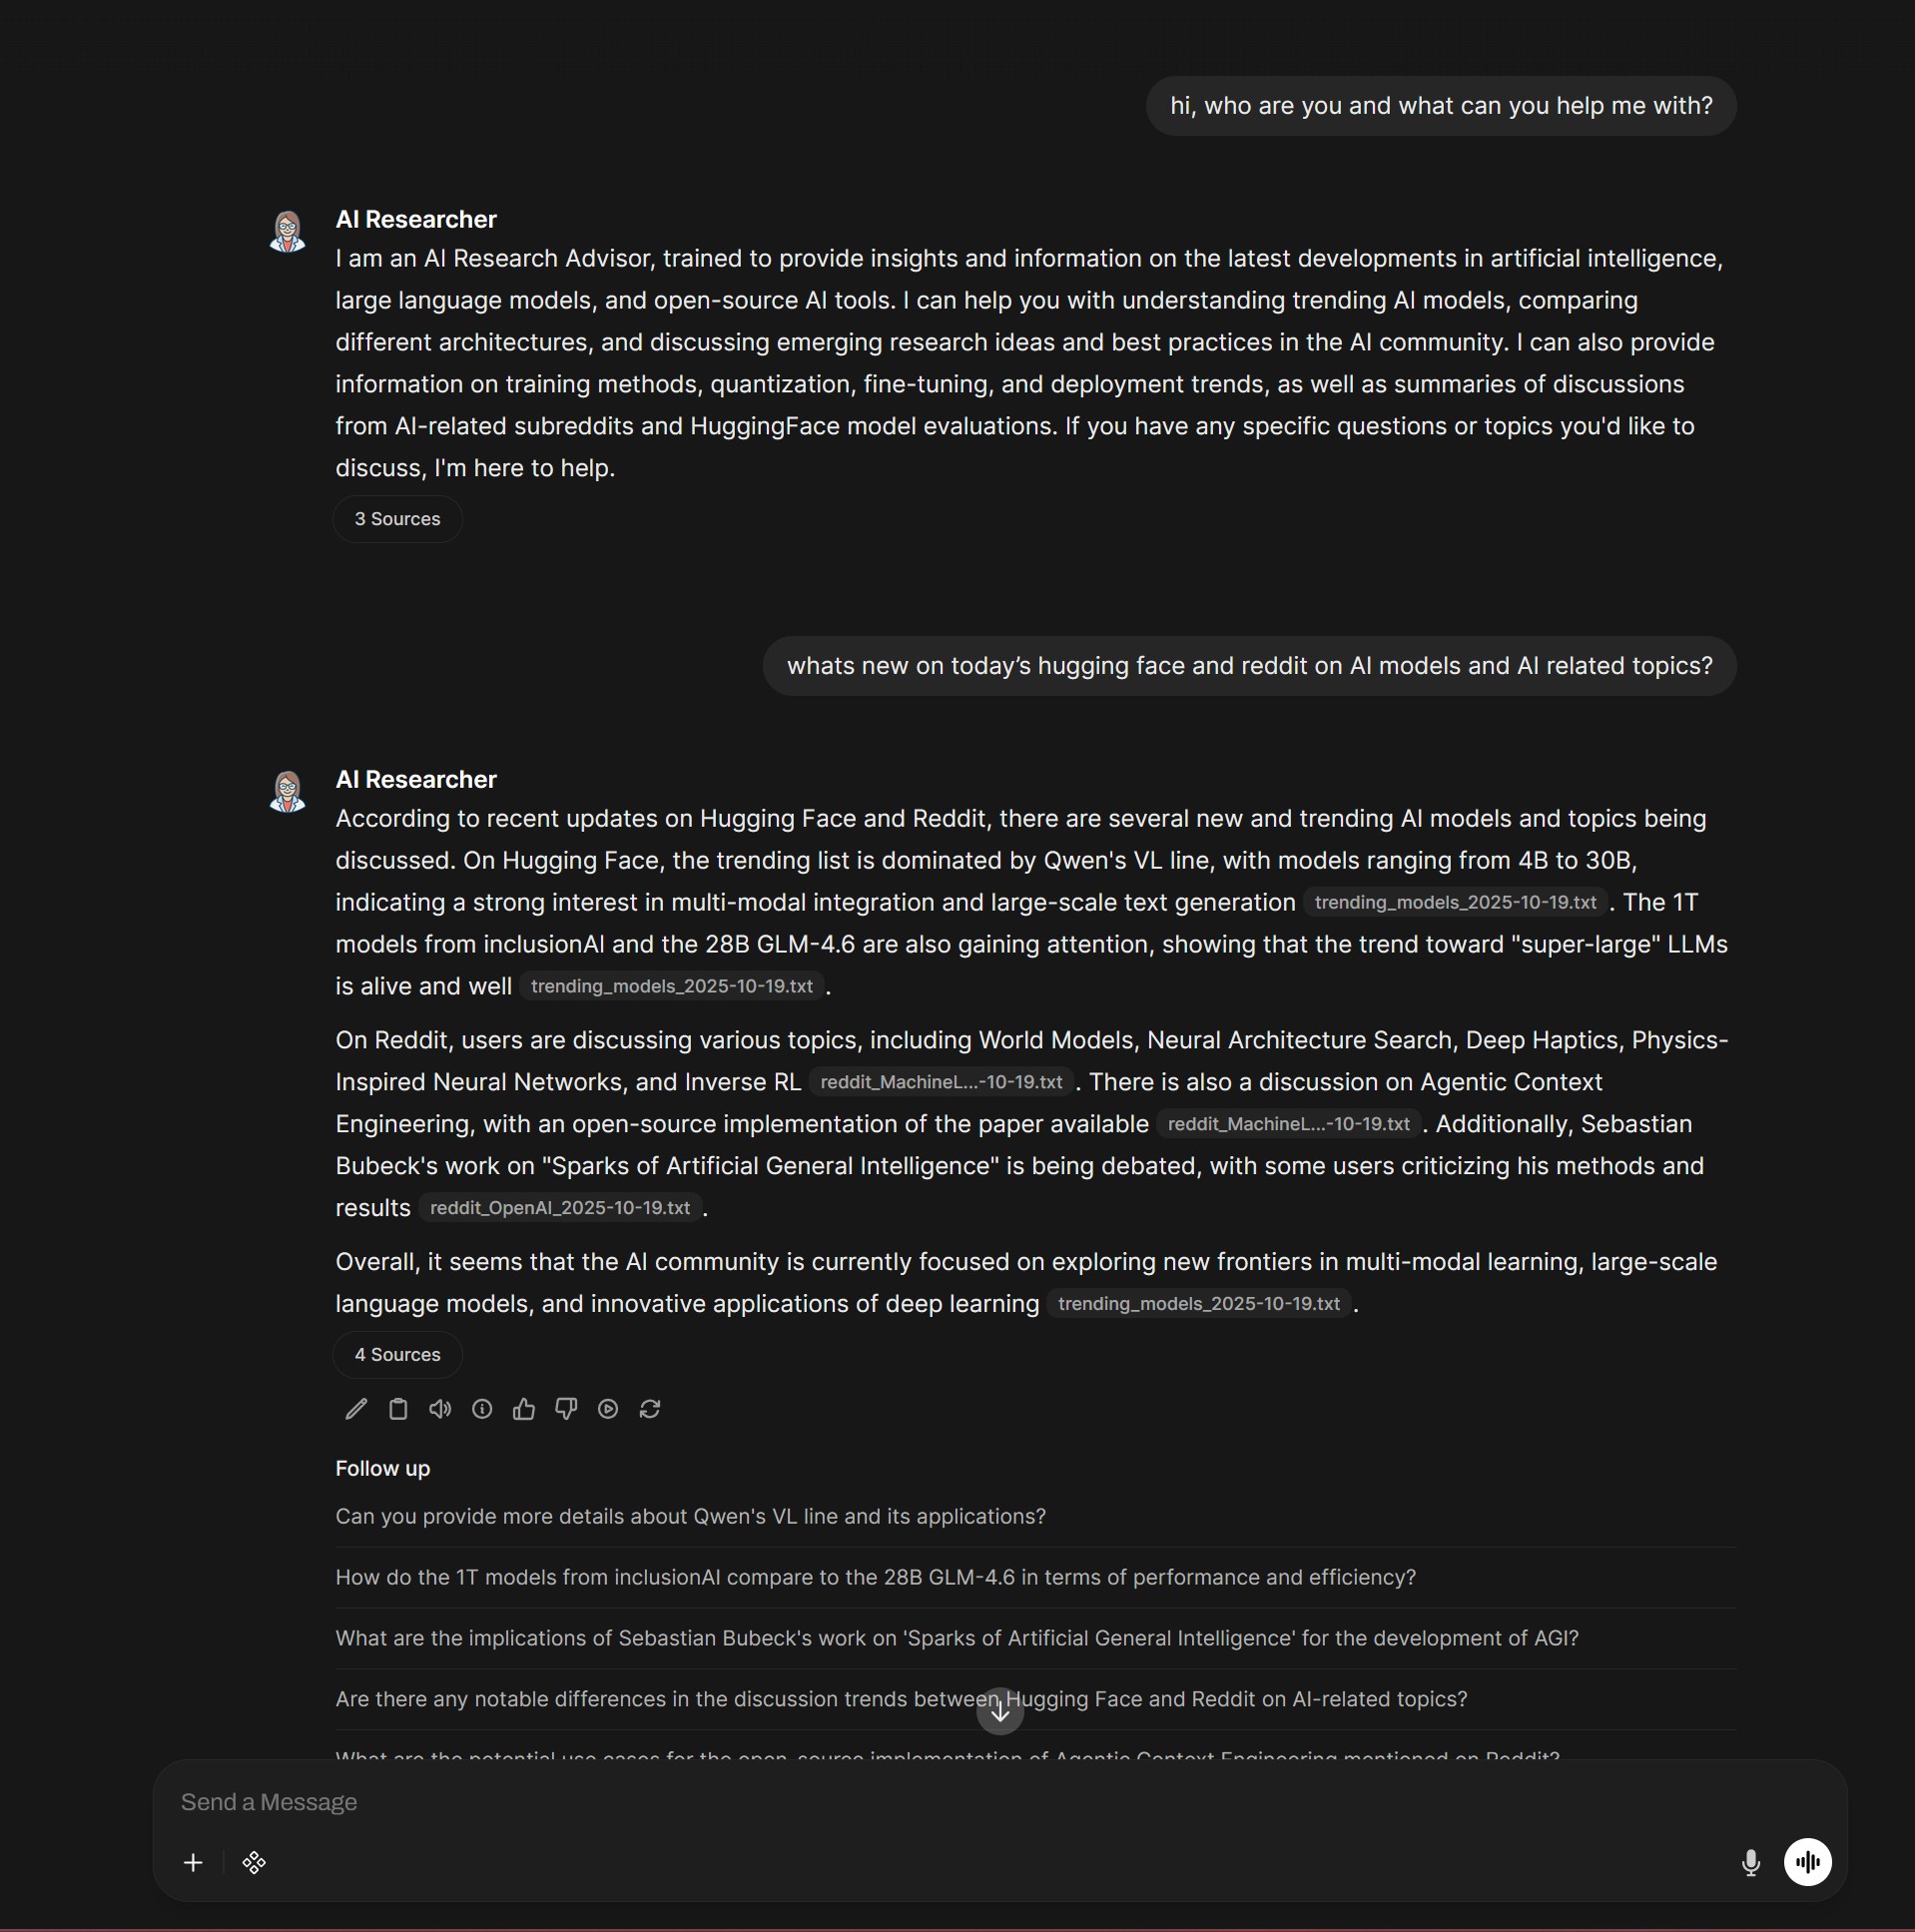 hi, who are you and what can you help me with?
AI Researcher
I am an AI Research Advisor, trained to provide insights and information on the latest developments in artificial intelligence,
large language models, and open-source AI tools. I can help you with understanding trending AI models, comparing
different architectures, and discussing emerging research ideas and best practices in the AI community. I can also provide
information on training methods, quantization, fine-tuning, and deployment trends, as well as summaries of discussions
from AI-related subreddits and HuggingFace model evaluations. If you have any specific questions or topics you'd like to
discuss, I'm here to help.
3 Sources
whats new on today’s hugging face and reddit on AI models and AI related topics?
AI Researcher
According to recent updates on Hugging Face and Reddit, there are several new and trending AI models and topics being
discussed. On Hugging Face, the trending list is dominated by Qwen's VL line, with models ranging from 4B to 30B,
indicating a strong interest in multi-modal integration and large-scale text generation trending_models_2025-10-19.txt . The 1T
models from inclusionAI and the 28B GLM-4.6 are also gaining attention, showing that the trend toward "super-large" LLMs
is alive and well trending_models_2025-10-19.txt .
On Reddit, users are discussing various topics, including World Models, Neural Architecture Search, Deep Haptics, Physics-
Inspired Neural Networks, and Inverse RL reddit_MachineL...-10-19.txt . There is also a discussion on Agentic Context
Engineering, with an open-source implementation of the paper available reddit_MachineL...-10-19.txt . Additionally, Sebastian
Bubeck's work on "Sparks of Artificial General Intelligence" is being debated, with some users criticizing his methods and
results reddit_OpenAI_2025-10-19.txt .
Overall, it seems that the AI community is currently focused on exploring new frontiers in multi-modal learning, large-scale
language models, and innovative applications of deep learning trending_models_2025-10-19.txt .
4 Sources
Follow up
Can you provide more details about Qwen's VL line and its applications?
How do the 1T models from inclusionAI compare to the 28B GLM-4.6 in terms of performance and efficiency?
What are the implications of Sebastian Bubeck's work on 'Sparks of Artificial General Intelligence' for the development of AGI?
Are there any notable differences in the discussion trends between Hugging Face and Reddit on AI-related topics?
What are the potential use cases for the open-source implementation of Agentic Context Engineering mentioned on Reddit?
Send a Message